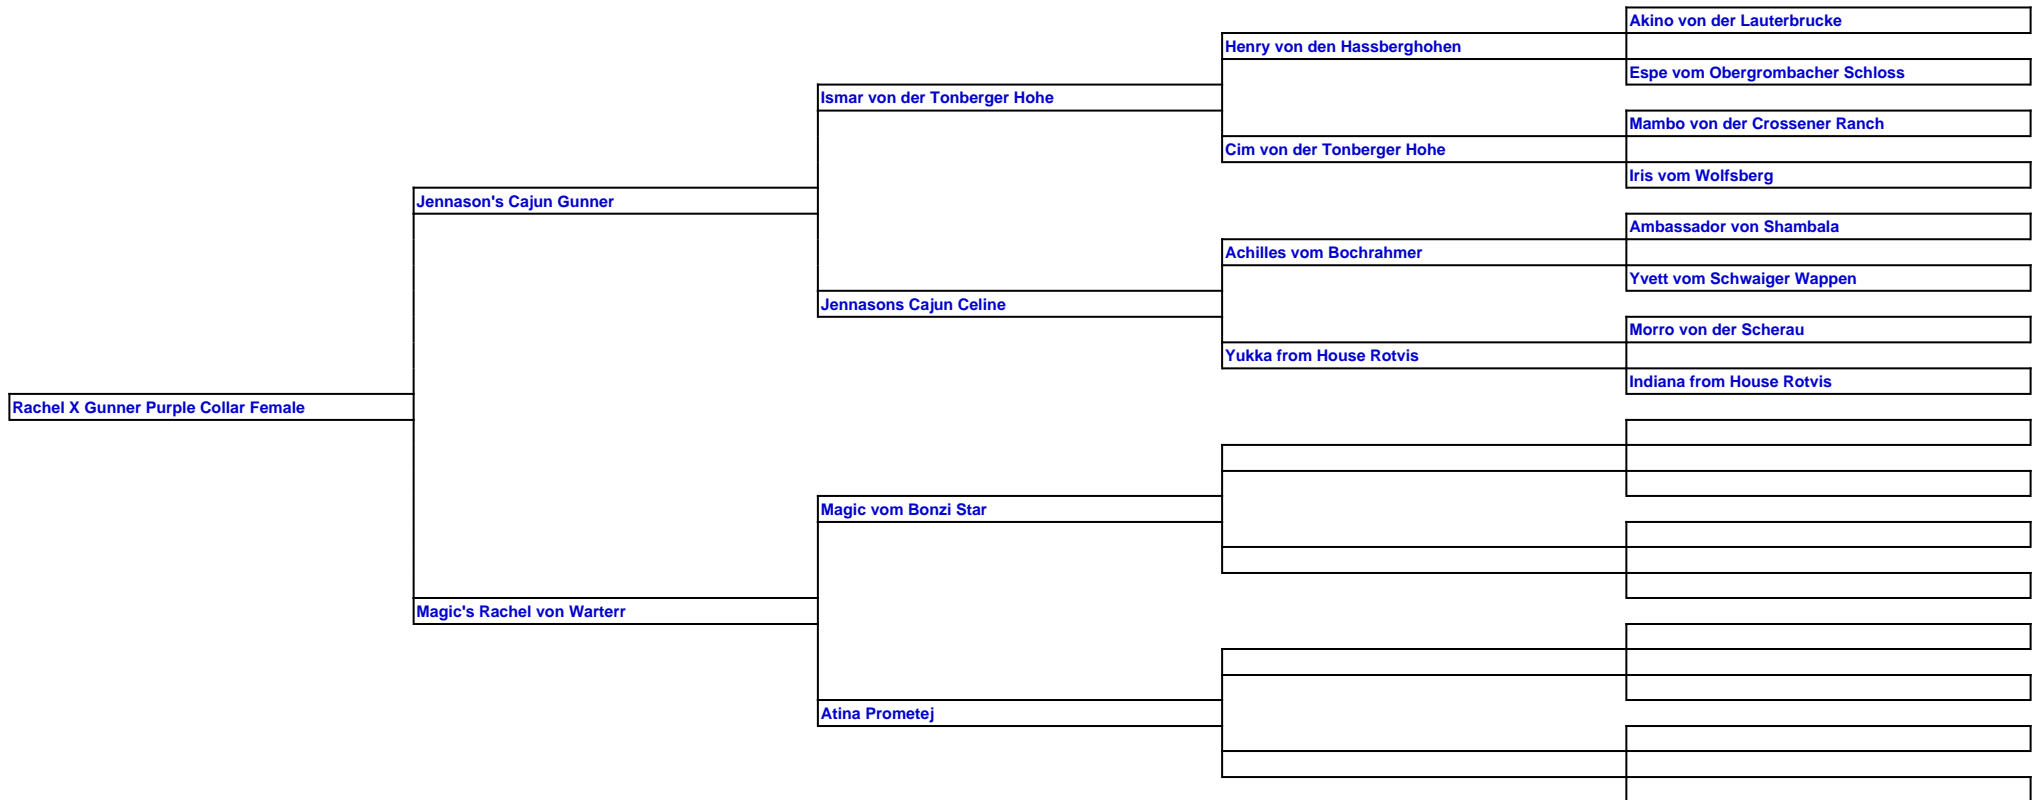 Akino von der Lauterbrucke
Henry von den Hassberghohen
Espe vom Obergrombacher Schloss
Ismar von der Tonberger Hohe
Mambo von der Crossener Ranch
Cim von der Tonberger Hohe
Iris vom Wolfsberg
Jennason's Cajun Gunner
Ambassador von Shambala
Achilles vom Bochrahmer
Yvett vom Schwaiger Wappen
Jennasons Cajun Celine
Morro von der Scherau
Yukka from House Rotvis
Indiana from House Rotvis
Rachel X Gunner Purple Collar Female
Magic vom Bonzi Star
Magic's Rachel von Warterr
Atina Prometej